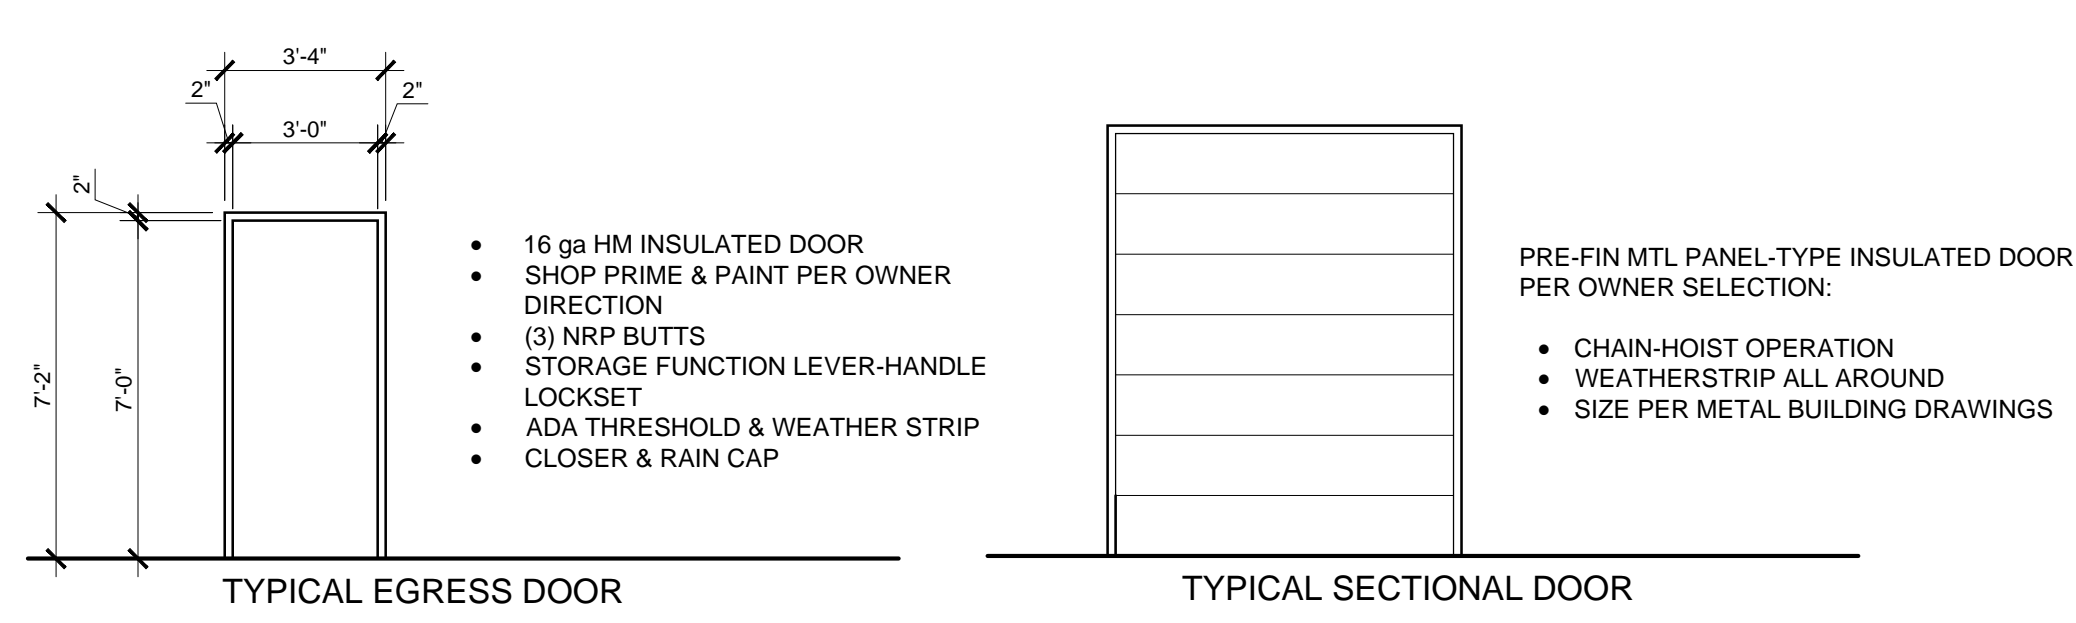 3'-4"
2"
2"
3'-0"
2"
7'-2"
7'-0"
• 16 ga HM INSULATED DOOR
• SHOP PRIME & PAINT PER OWNER
DIRECTION
• (3) NRP BUTTS
• STORAGE FUNCTION LEVER-HANDLE
LOCKSET
• ADA THRESHOLD & WEATHER STRIP
• CLOSER & RAIN CAP
TYPICAL EGRESS DOOR
PRE-FIN MTL PANEL-TYPE INSULATED DOOR
PER OWNER SELECTION:
• CHAIN-HOIST OPERATION
• WEATHERSTRIP ALL AROUND
• SIZE PER METAL BUILDING DRAWINGS
TYPICAL SECTIONAL DOOR